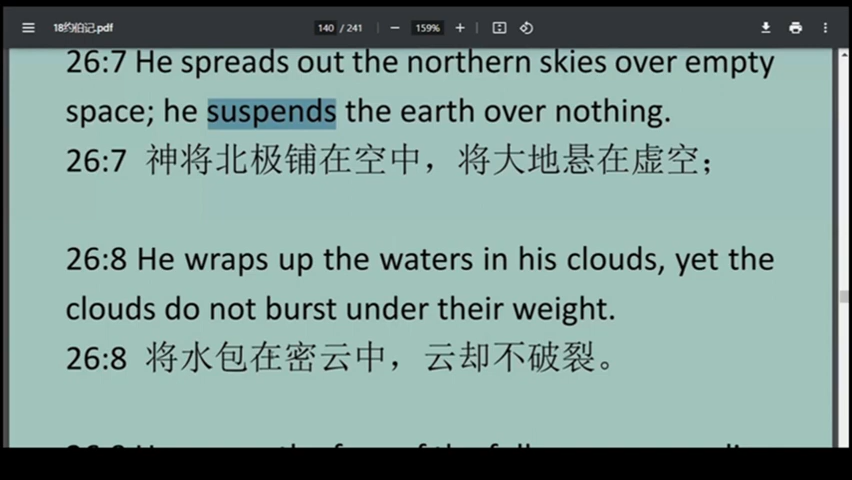 18约伯记.pdf
140 / 241
159%
26:7 He spreads out the northern skies over empty
space; he suspends the earth over nothing.
26:7 神将北极铺在空中，将大地悬在虚空；
26:8 He wraps up the waters in his clouds, yet the
clouds do not burst under their weight.
26:8 将水包在密云中，云却不破裂。